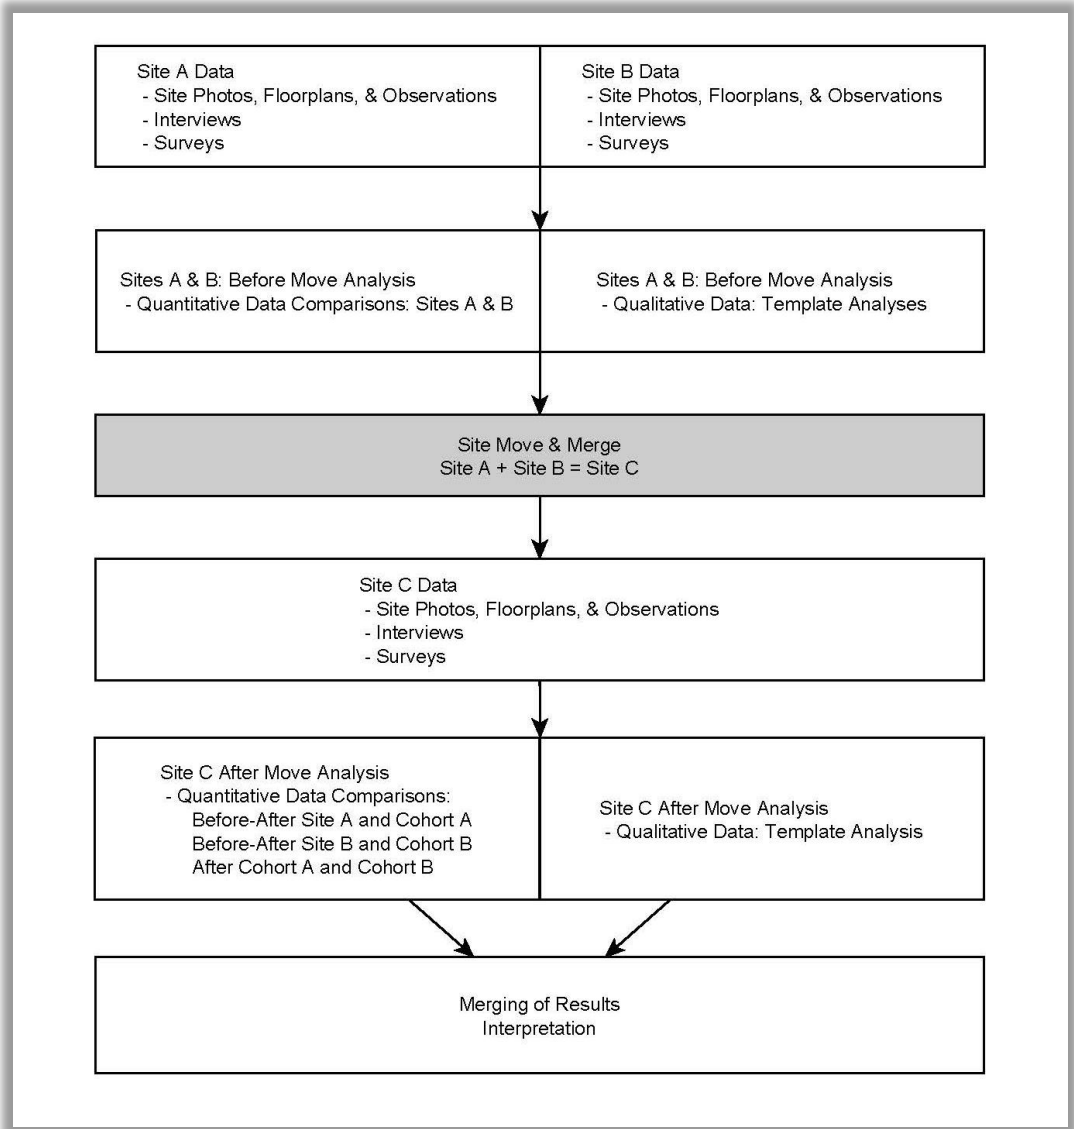 Site A Data
- Site Photos, Floorplans, & Observations
- Interviews
- Surveys
Site B Data
- Site Photos, Floorplans, & Observations
- Interviews
- Surveys
Sites A & B: Before Move Analysis
- Quantitative Data Comparisons: Sites A & B
Sites A & B: Before Move Analysis
- Qualitative Data: Template Analyses
Site Move & Merge
Site A + Site B = Site C
Site C Data
- Site Photos, Floorplans, & Observations
- Interviews
- Surveys
Site C After Move Analysis
- Quantitative Data Comparisons:
Before-After Site A and Cohort A
Before-After Site B and Cohort B
After Cohort A and Cohort B
Site C After Move Analysis
- Qualitative Data: Template Analysis
Merging of Results
Interpretation